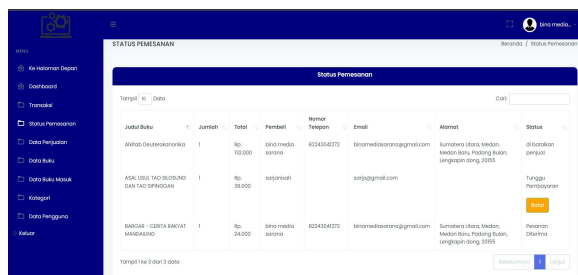 bina media...
MENU
Ke Halaman Depan
Dashboard
Transaksi
Status Pemesanan
Data Penjualan
Data Buku
Data Buku Masuk
Kategori
Data Pengguna
Keluar
STATUS PEMESANAN
Beranda / Status Pemesanan
Status Pemesanan
Tampil 10 Data
Cari:
Judul Buku Jumlah Total Pembeli Nomor Telepon Email Alamat Status
Alkitab Deuterokanonika 1 Rp. 132.000 bina media sarana 82243041272 binamediasarana@gmail.com Sumatera Utara, Medan, Medan Baru, Padang Bulan, Lengkapin dong, 20155 di batalkan penjual
ASAL USUL TAO SILOSUNG DAN TAO SIPINGGAN 1 Rp. 38.000 sarjanisah sarja@gmail.com Tunggu Pembayaran
Batal
BAROAR - CERITA RAKYAT MANDAILING 1 Rp. 24.000 bina media sarana 82243041272 binamediasarana@gmail.com Sumatera Utara, Medan, Medan Baru, Padang Bulan, Lengkapin dong, 20155 Pesanan Diterima
Tampil 1 ke 3 dari 3 data
Sebelumnya 1 Lanjut